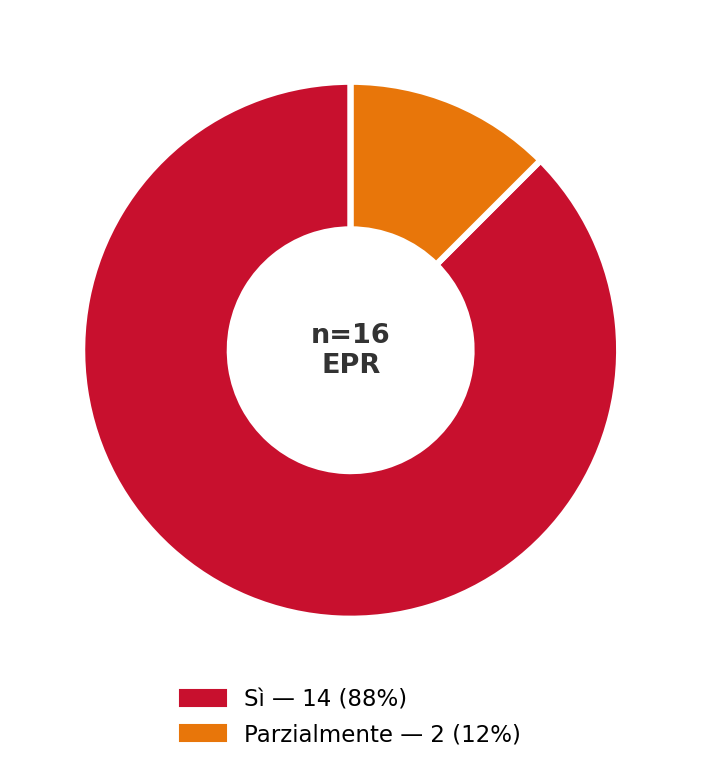 n=16
EPR
Sì — 14 (88%)
Parzialmente — 2 (12%)